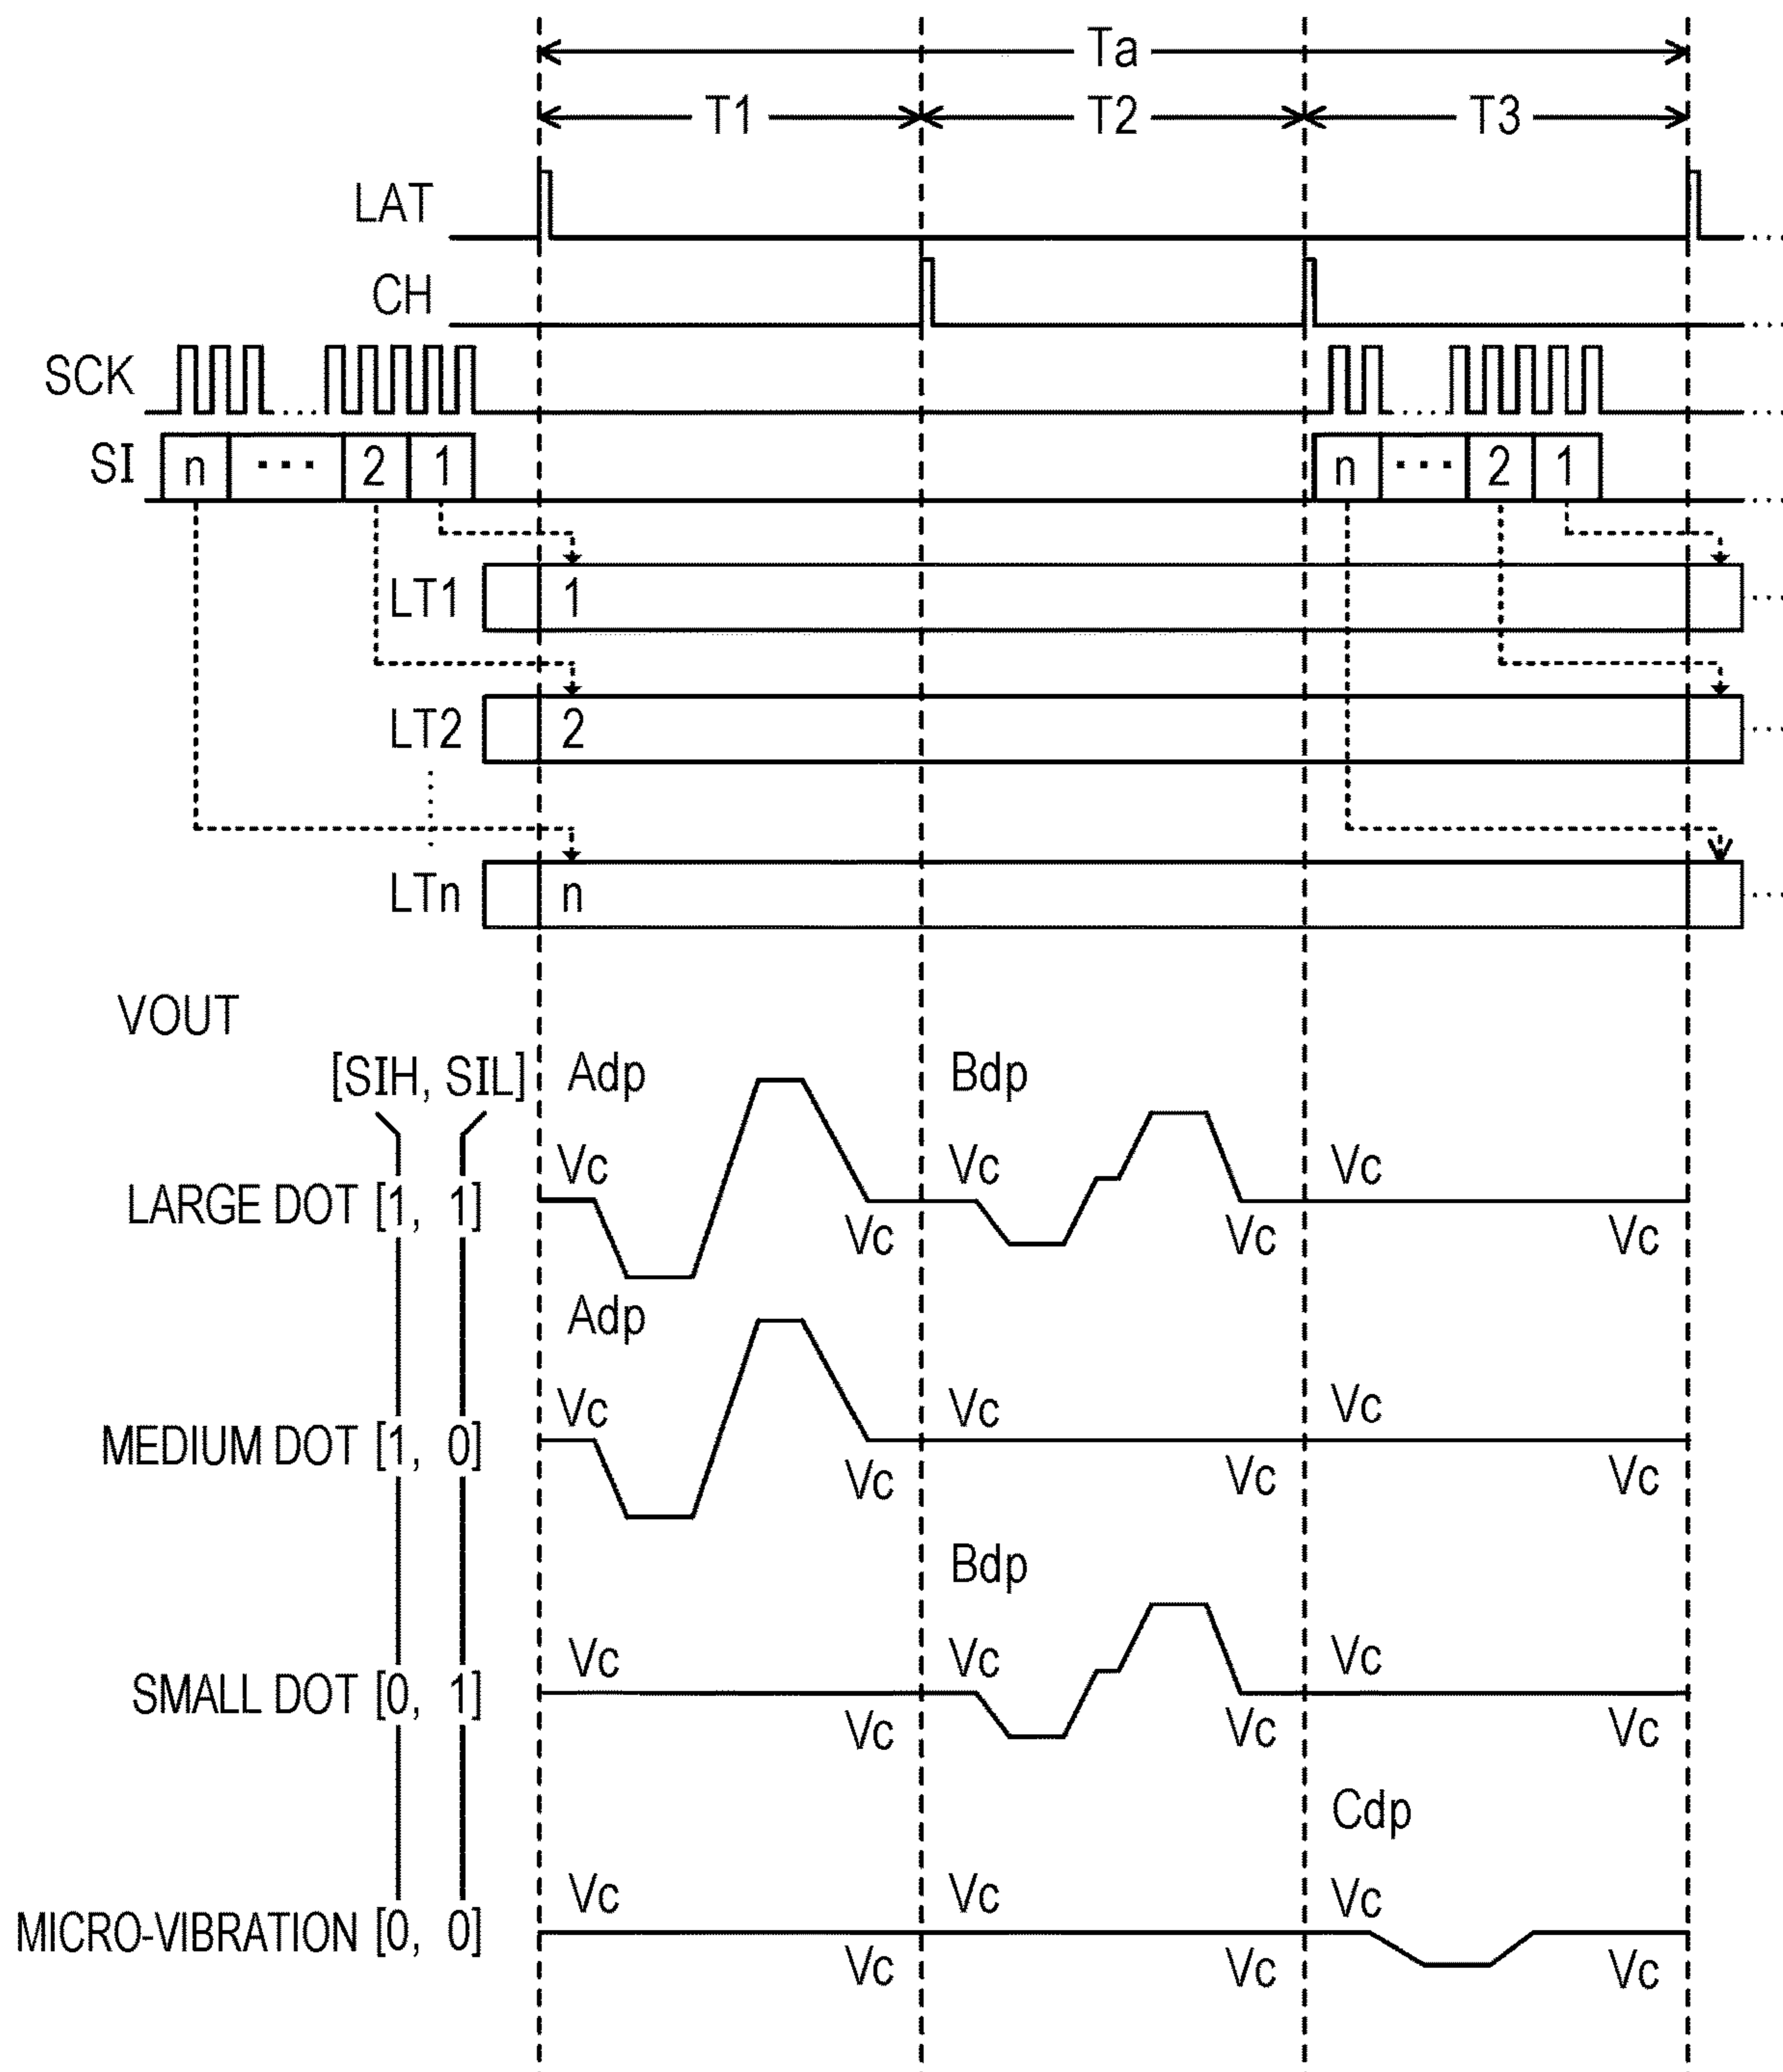 Ta
T1 T2 T3
LAT
CH
SCK
SI n ... 2 1 n ... 2 1
LT1 1
LT2 2
LTn n
VOUT
[SIH, SIL] Adp Bdp
Vc Vc Vc
LARGE DOT [1, 1]
Vc Vc Vc
Adp
Vc Vc Vc
MEDIUM DOT [1, 0]
Vc Vc Vc
Bdp
Vc Vc Vc
SMALL DOT [0, 1]
Vc Vc Vc
Cdp
Vc Vc Vc
MICRO-VIBRATION [0, 0]
Vc Vc Vc